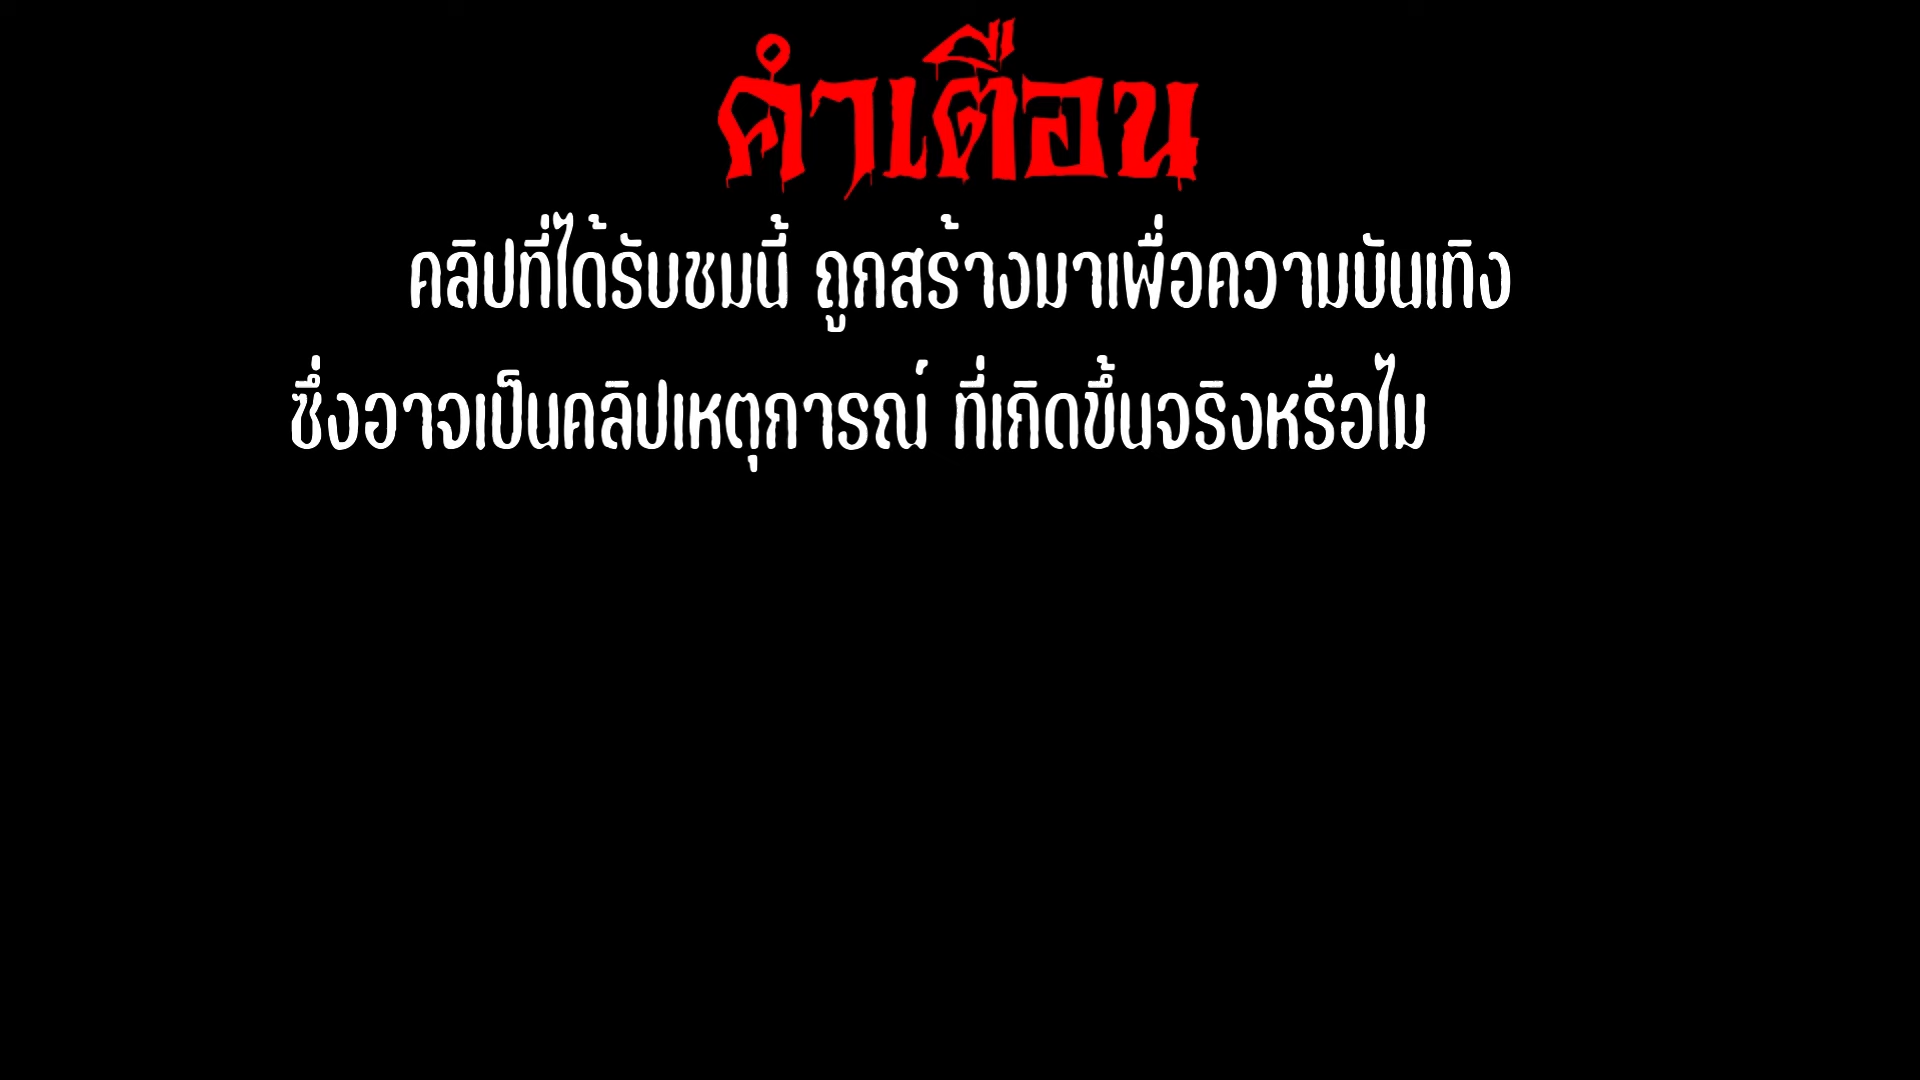 คำเตือน
คลิปที่ได้รับชมนี้ ถูกสร้างมาเพื่อความบันเทิง
ซึ่งอาจเป็นคลิปเหตุการณ์ ที่เกิดขึ้นจริงหรือไม